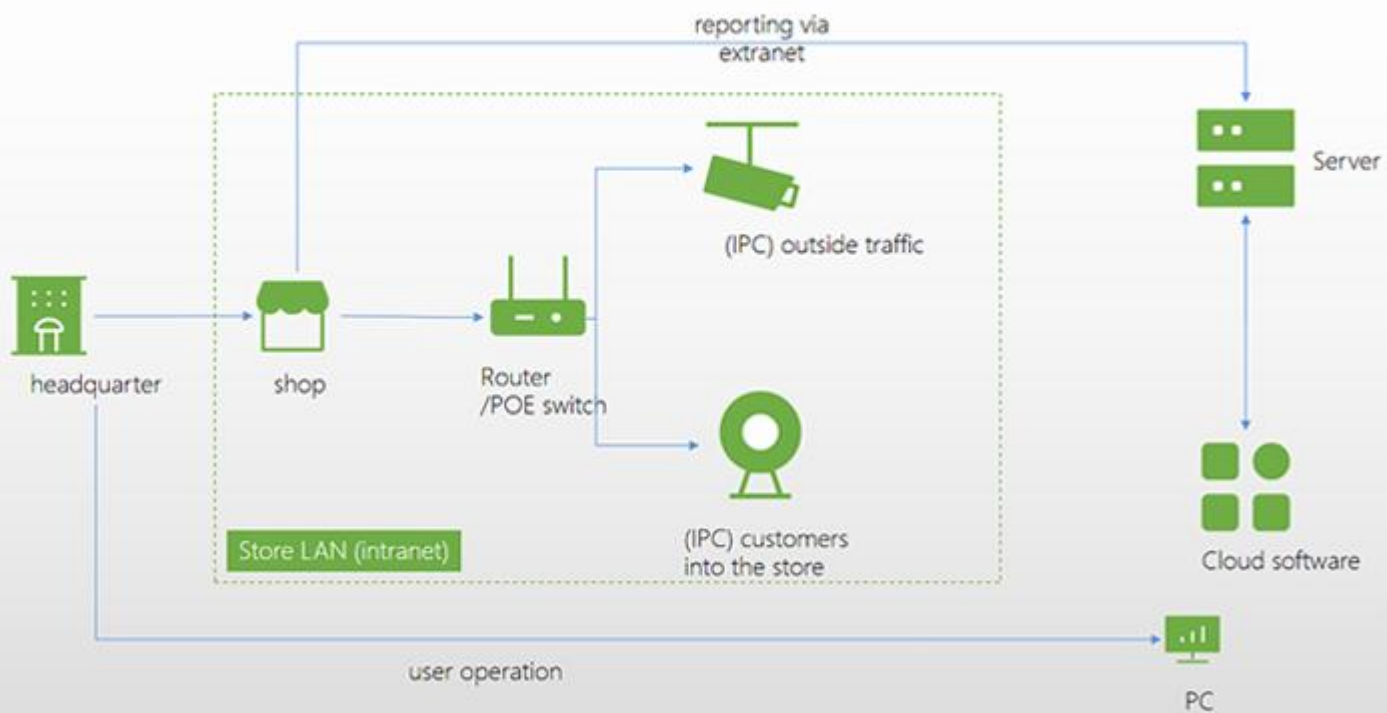 reporting via
extranet
Server
(IPC) outside traffic
headquarter
shop
Router
/POE switch
(IPC) customers
into the store
Store LAN (intranet)
Cloud software
user operation
PC